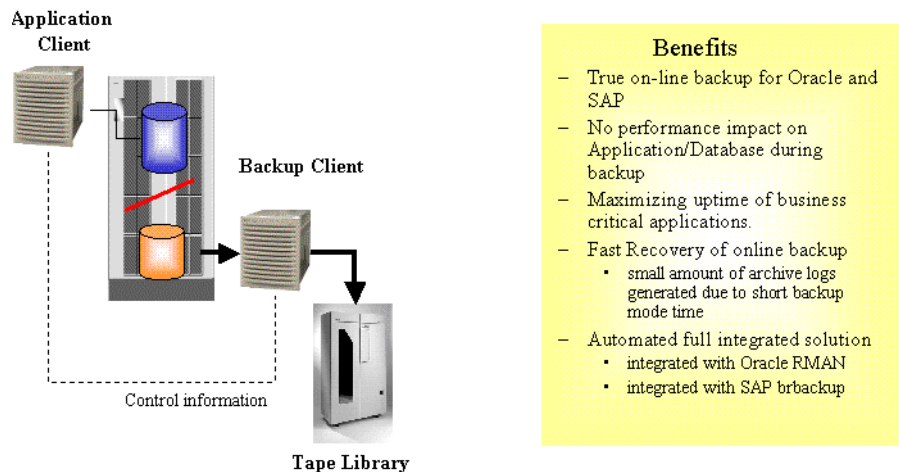 Application
Client
Backup Client
Control information
Tape Library
Benefits
– True on-line backup for Oracle and
SAP
– No performance impact on
Application/Database during
backup
– Maximizing uptime of business
critical applications.
– Fast Recovery of online backup
▪ small amount of archive logs
generated due to short backup
mode time
– Automated full integrated solution
▪ integrated with Oracle RMAN
▪ integrated with SAP brbackup